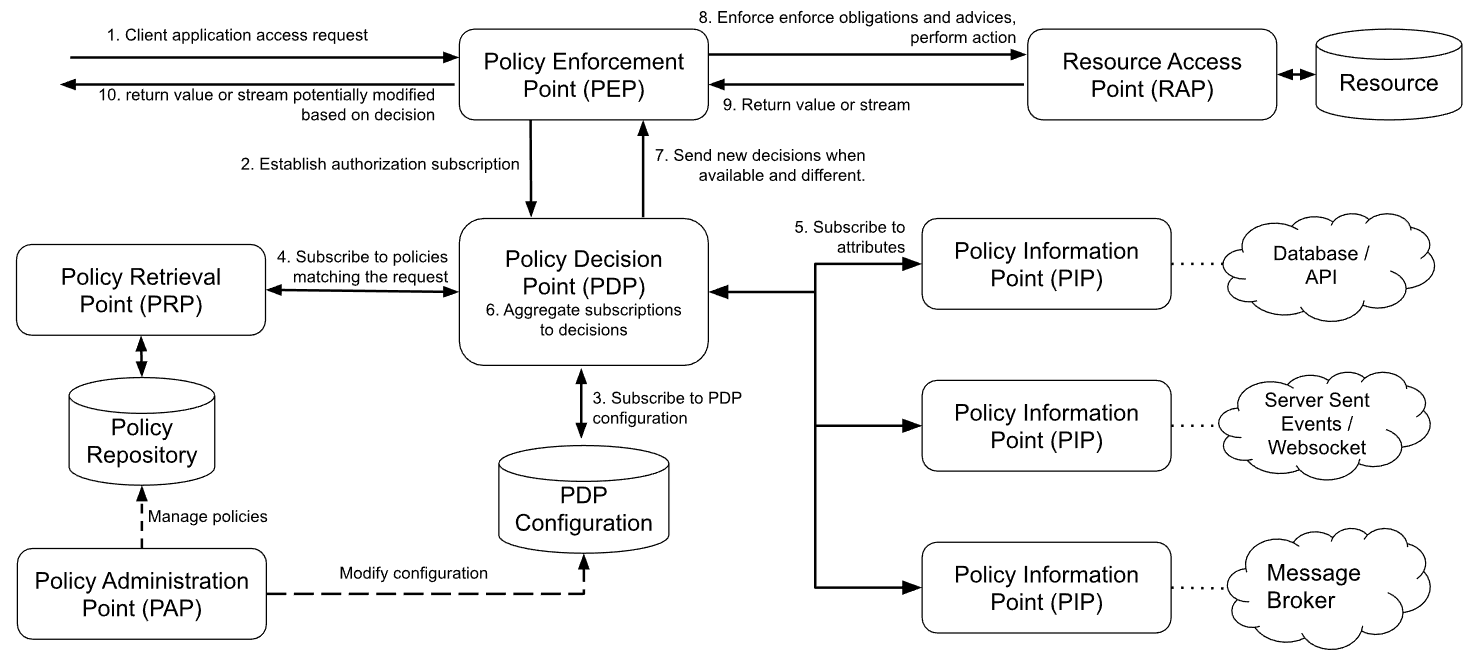 1. Client application access request
10. return value or stream potentially modified
based on decision
Policy Enforcement
Point (PEP)
8. Enforce enforce obligations and advices,
perform action
9. Return value or stream
Resource Access
Point (RAP)
Resource
2. Establish authorization subscription
7. Send new decisions when
available and different.
Policy Retrieval
Point (PRP)
4. Subscribe to policies
matching the request
Policy Decision
Point (PDP)
6. Aggregate subscriptions
to decisions
5. Subscribe to
attributes
Policy Information
Point (PIP)
Database /
API
3. Subscribe to PDP
configuration
Policy
Repository
Policy Information
Point (PIP)
Server Sent
Events /
Websocket
PDP
Configuration
Manage policies
Policy Administration
Point (PAP)
Modify configuration
Policy Information
Point (PIP)
Message
Broker